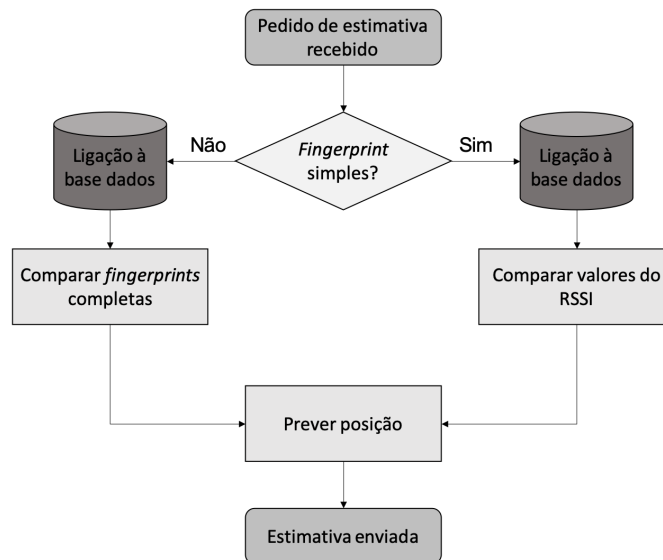 Pedido de estimativa
recebido
Não
Fingerprint
simples?
Sim
Ligação à
base dados
Ligação à
base dados
Comparar fingerprints
completas
Comparar valores do
RSSI
Prever posição
Estimativa enviada